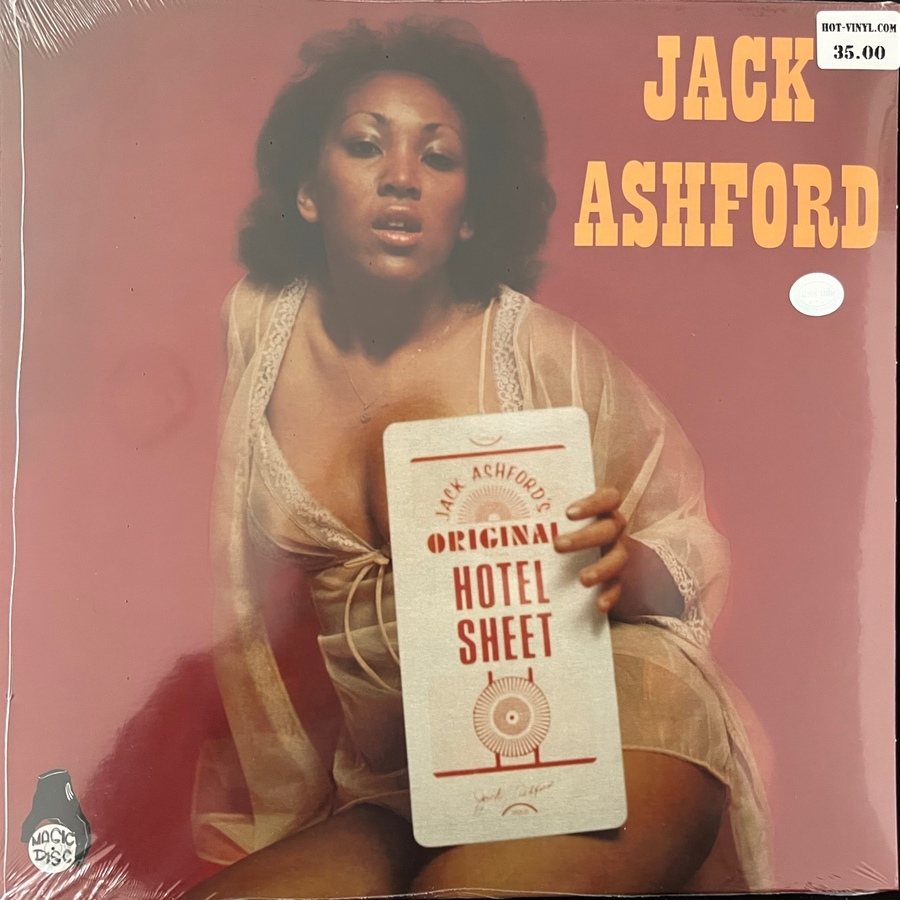 HOT-VINYL.COM
35.00
JACK
ASHFORD
JACK ASHFORD'S
ORIGINAL
HOTEL
SHEET
MAGIC
DISC